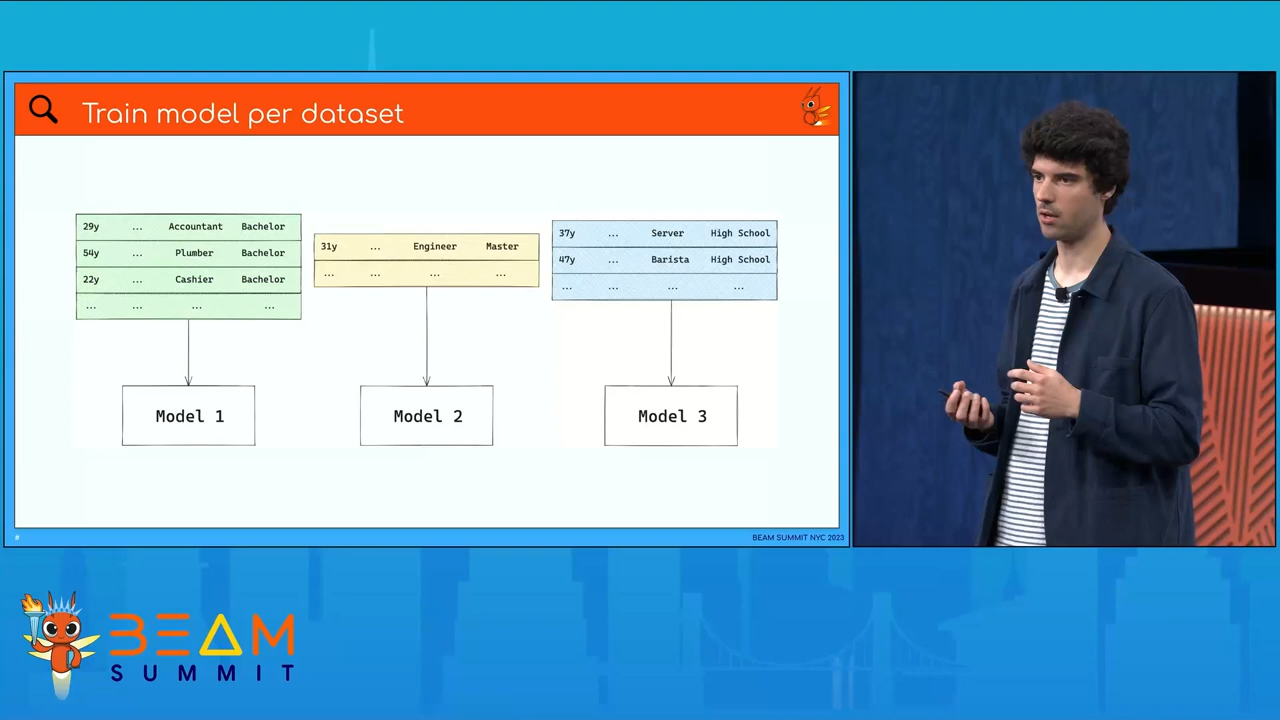 Train model per dataset
29y ... Accountant Bachelor
54y ... Plumber Bachelor
22y ... Cashier Bachelor
... ... ... ...
31y ... Engineer Master
... ... ... ...
37y ... Server High School
47y ... Barista High School
... ... ... ...
Model 1
Model 2
Model 3
#
BEAM SUMMIT NYC 2023
BEAM
SUMMIT